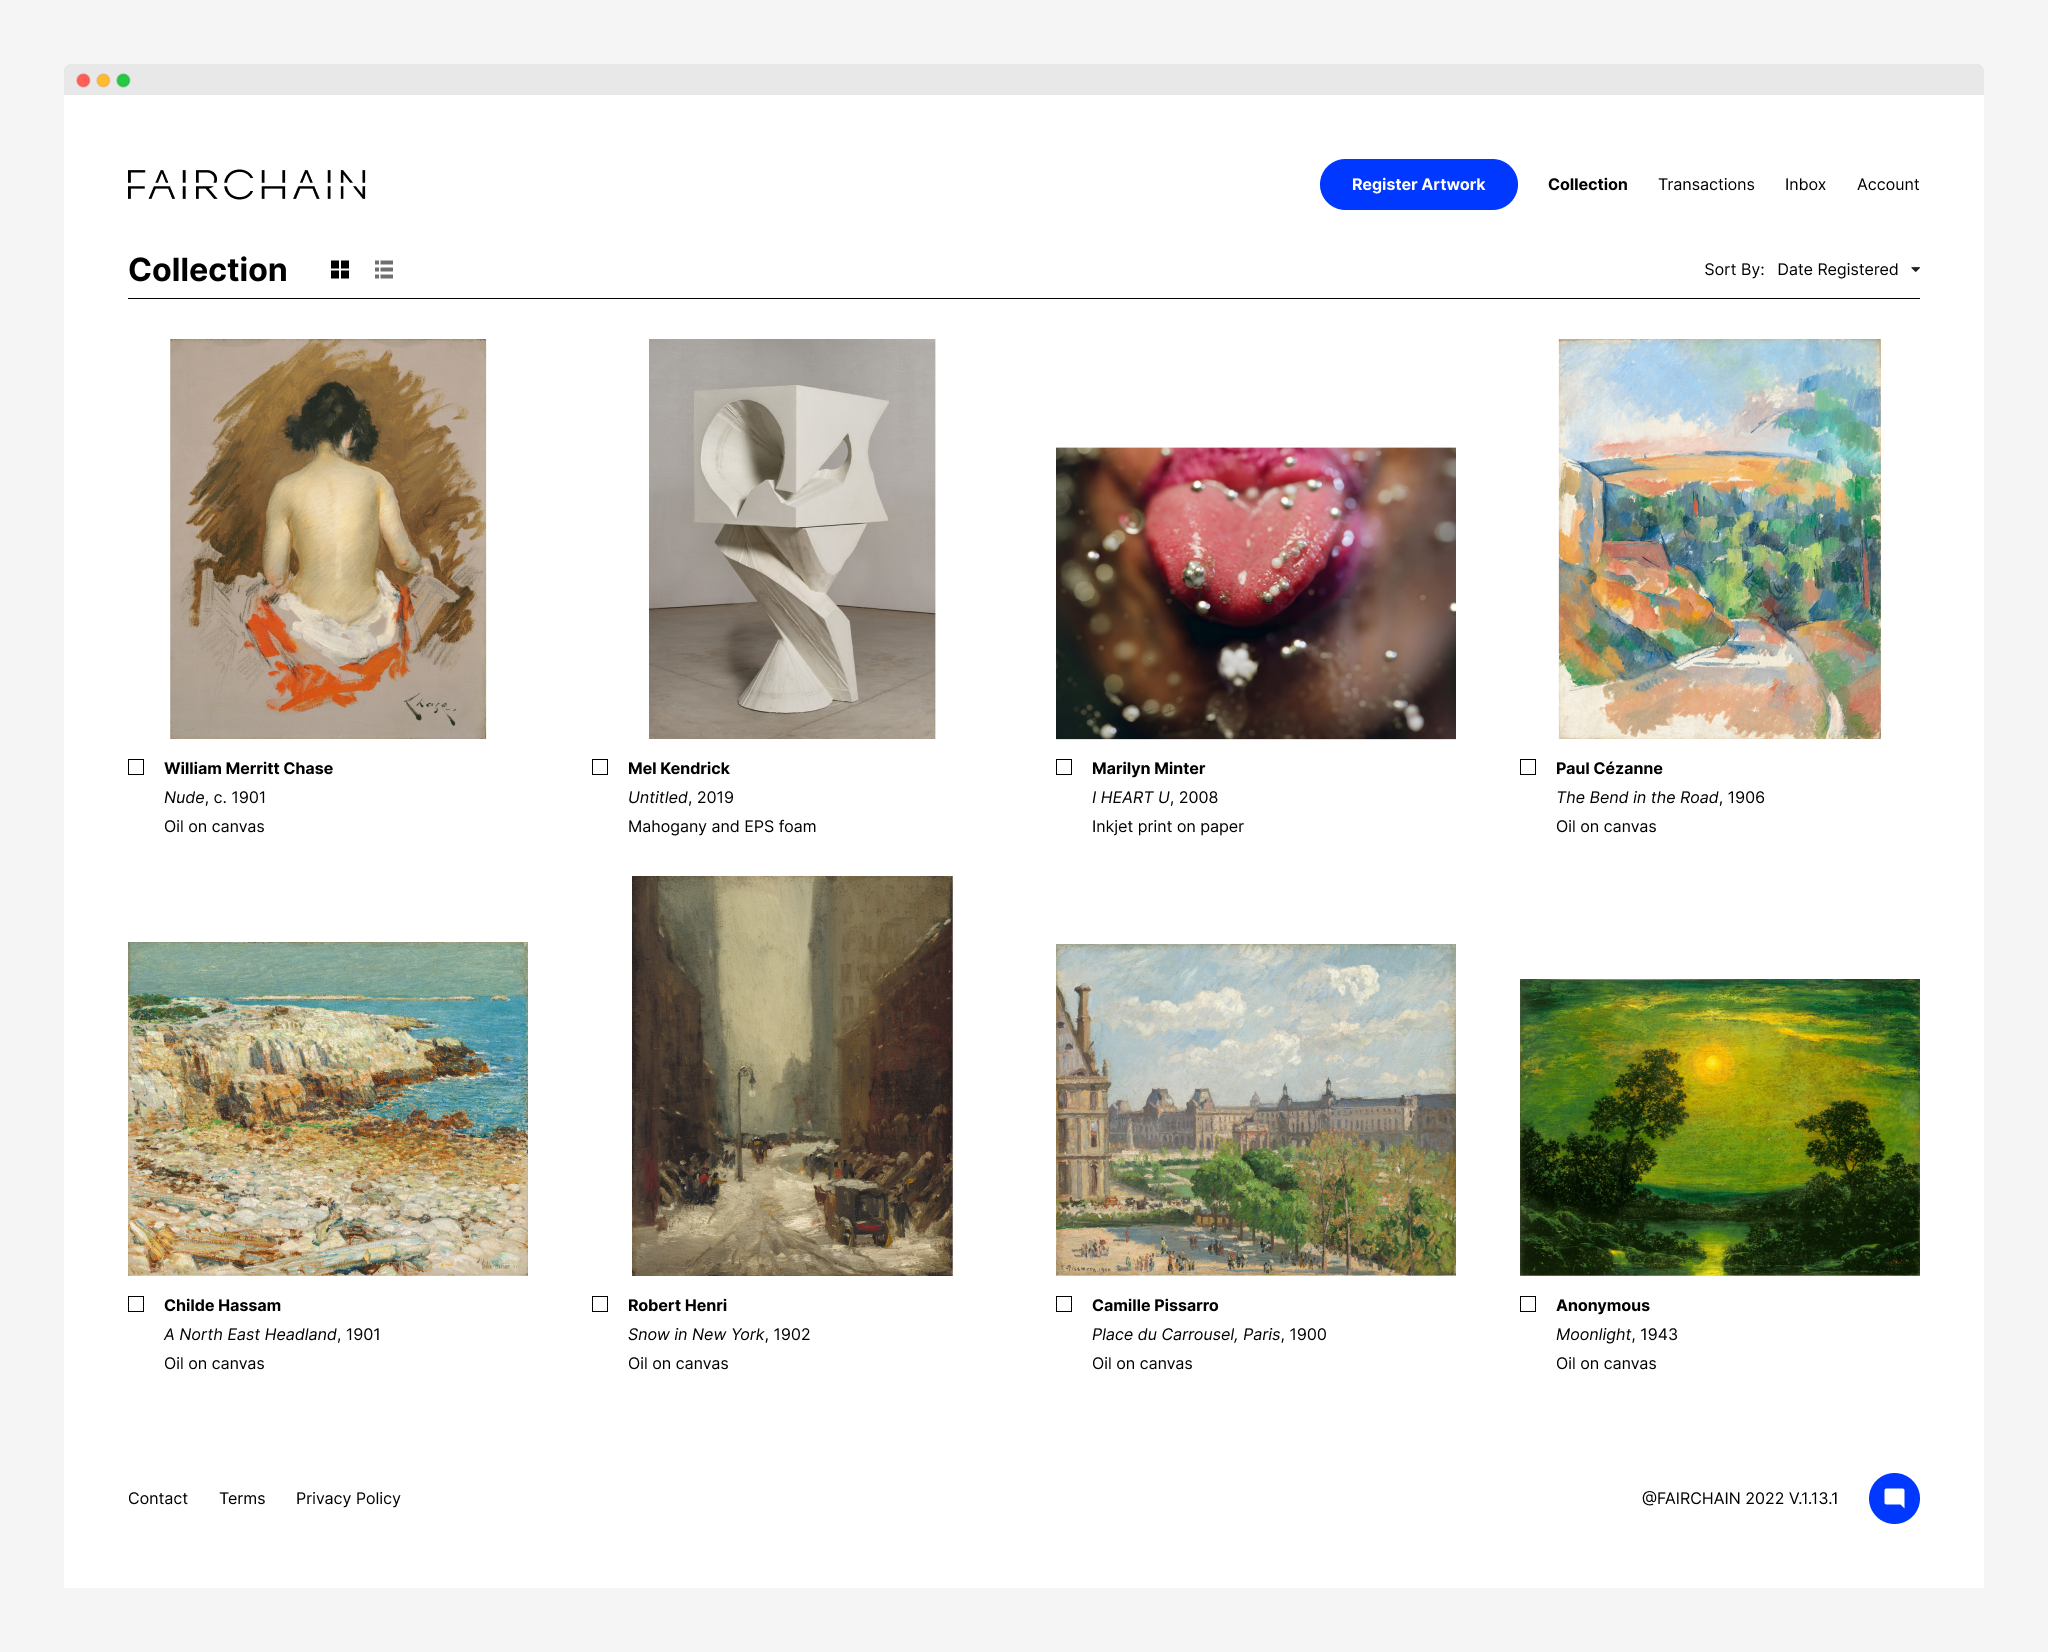 FAIRCHAIN
Register Artwork
Collection
Transactions
Inbox
Account
Collection
Sort By: Date Registered
Chase
William Merritt Chase
Nude, c. 1901
Oil on canvas
Mel Kendrick
Untitled, 2019
Mahogany and EPS foam
Marilyn Minter
I HEART U, 2008
Inkjet print on paper
Paul Cézanne
The Bend in the Road, 1906
Oil on canvas
Childe Hassam
A North East Headland, 1901
Oil on canvas
Robert Henri
Snow in New York, 1902
Oil on canvas
Camille Pissarro
Place du Carrousel, Paris, 1900
Oil on canvas
Anonymous
Moonlight, 1943
Oil on canvas
Contact
Terms
Privacy Policy
@FAIRCHAIN 2022 V.1.13.1